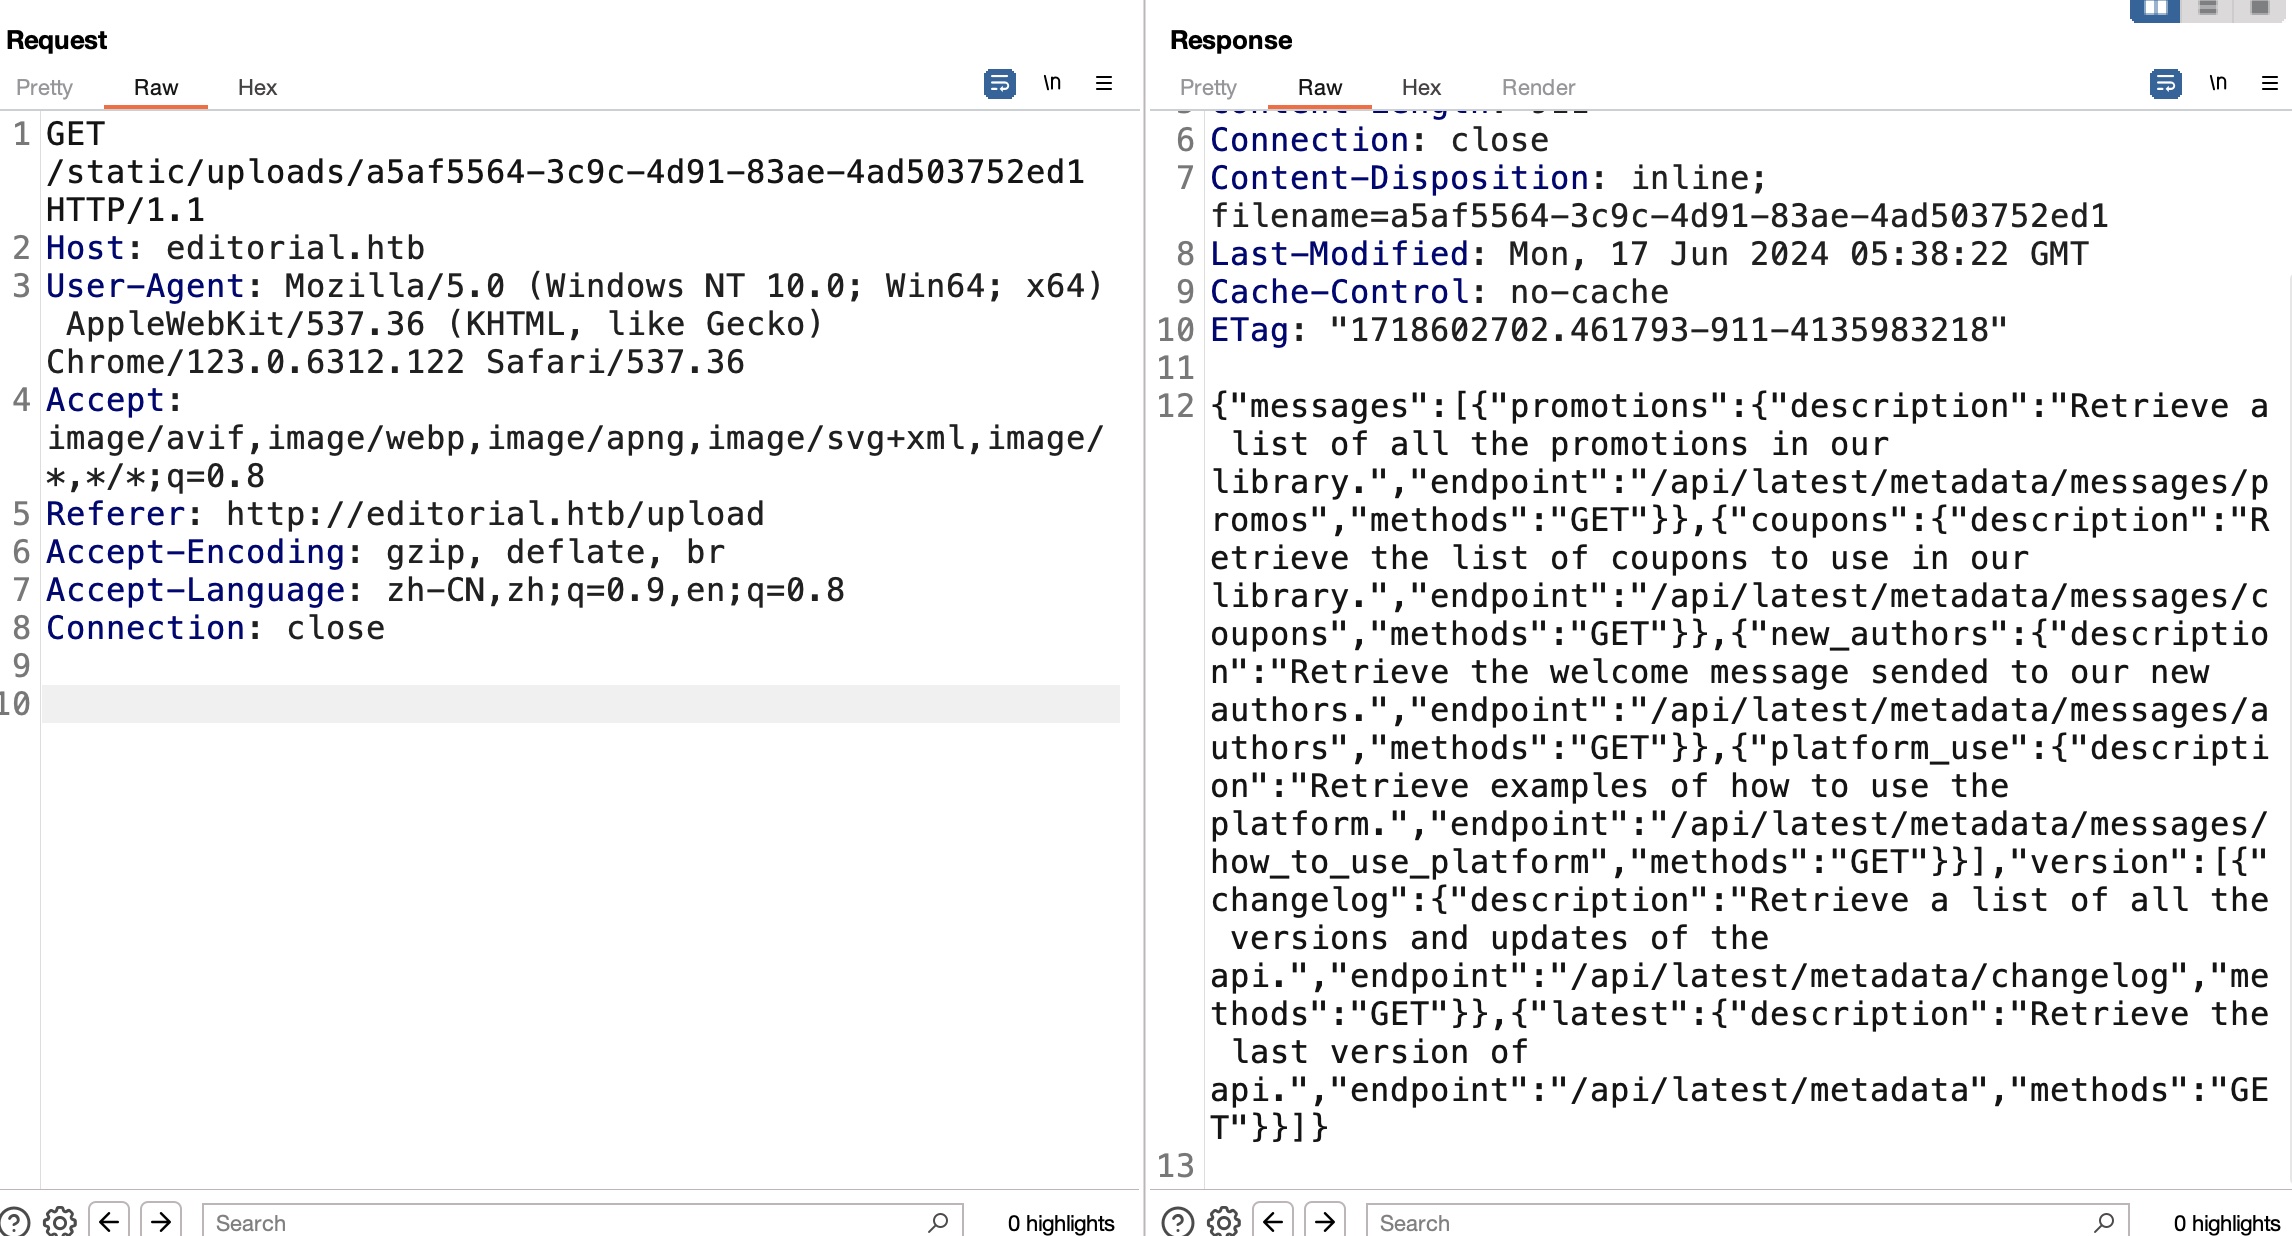 Request
Pretty Raw Hex \n
1 GET
/static/uploads/a5af5564-3c9c-4d91-83ae-4ad503752ed1
HTTP/1.1
2 Host: editorial.htb
3 User-Agent: Mozilla/5.0 (Windows NT 10.0; Win64; x64)
AppleWebKit/537.36 (KHTML, like Gecko)
Chrome/123.0.6312.122 Safari/537.36
4 Accept:
image/avif,image/webp,image/apng,image/svg+xml,image/
*,*/*;q=0.8
5 Referer: http://editorial.htb/upload
6 Accept-Encoding: gzip, deflate, br
7 Accept-Language: zh-CN,zh;q=0.9,en;q=0.8
8 Connection: close
9
10
Search 0 highlights
Response
Pretty Raw Hex Render \n
5 Content-Length: 911
6 Connection: close
7 Content-Disposition: inline;
filename=a5af5564-3c9c-4d91-83ae-4ad503752ed1
8 Last-Modified: Mon, 17 Jun 2024 05:38:22 GMT
9 Cache-Control: no-cache
10 ETag: "1718602702.461793-911-4135983218"
11
12 {"messages":[{"promotions":{"description":"Retrieve a
list of all the promotions in our
library.","endpoint":"/api/latest/metadata/messages/p
romos","methods":"GET"}},{"coupons":{"description":"R
etrieve the list of coupons to use in our
library.","endpoint":"/api/latest/metadata/messages/c
oupons","methods":"GET"}},{"new_authors":{"descriptio
n":"Retrieve the welcome message sended to our new
authors.","endpoint":"/api/latest/metadata/messages/a
uthors","methods":"GET"}},{"platform_use":{"descripti
on":"Retrieve examples of how to use the
platform.","endpoint":"/api/latest/metadata/messages/
how_to_use_platform","methods":"GET"}}],"version":[{"
changelog":{"description":"Retrieve a list of all the
versions and updates of the
api.","endpoint":"/api/latest/metadata/changelog","me
thods":"GET"}},{"latest":{"description":"Retrieve the
last version of
api.","endpoint":"/api/latest/metadata","methods":"GE
T"}}]}
13
Search 0 highlights